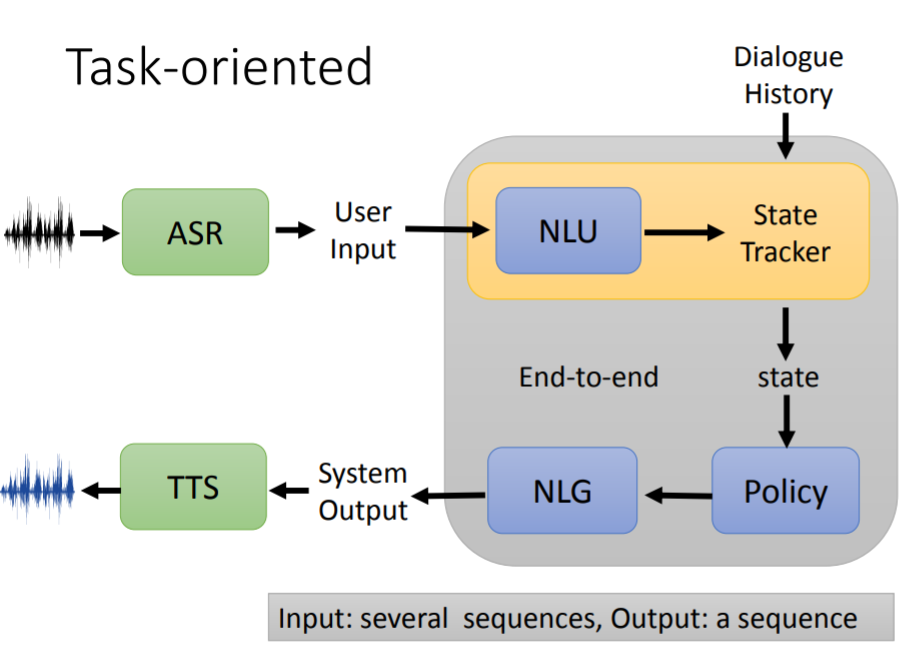 Task-oriented
Dialogue
History
ASR
User
Input
NLU
State
Tracker
End-to-end
state
TTS
System
Output
NLG
Policy
Input: several sequences, Output: a sequence